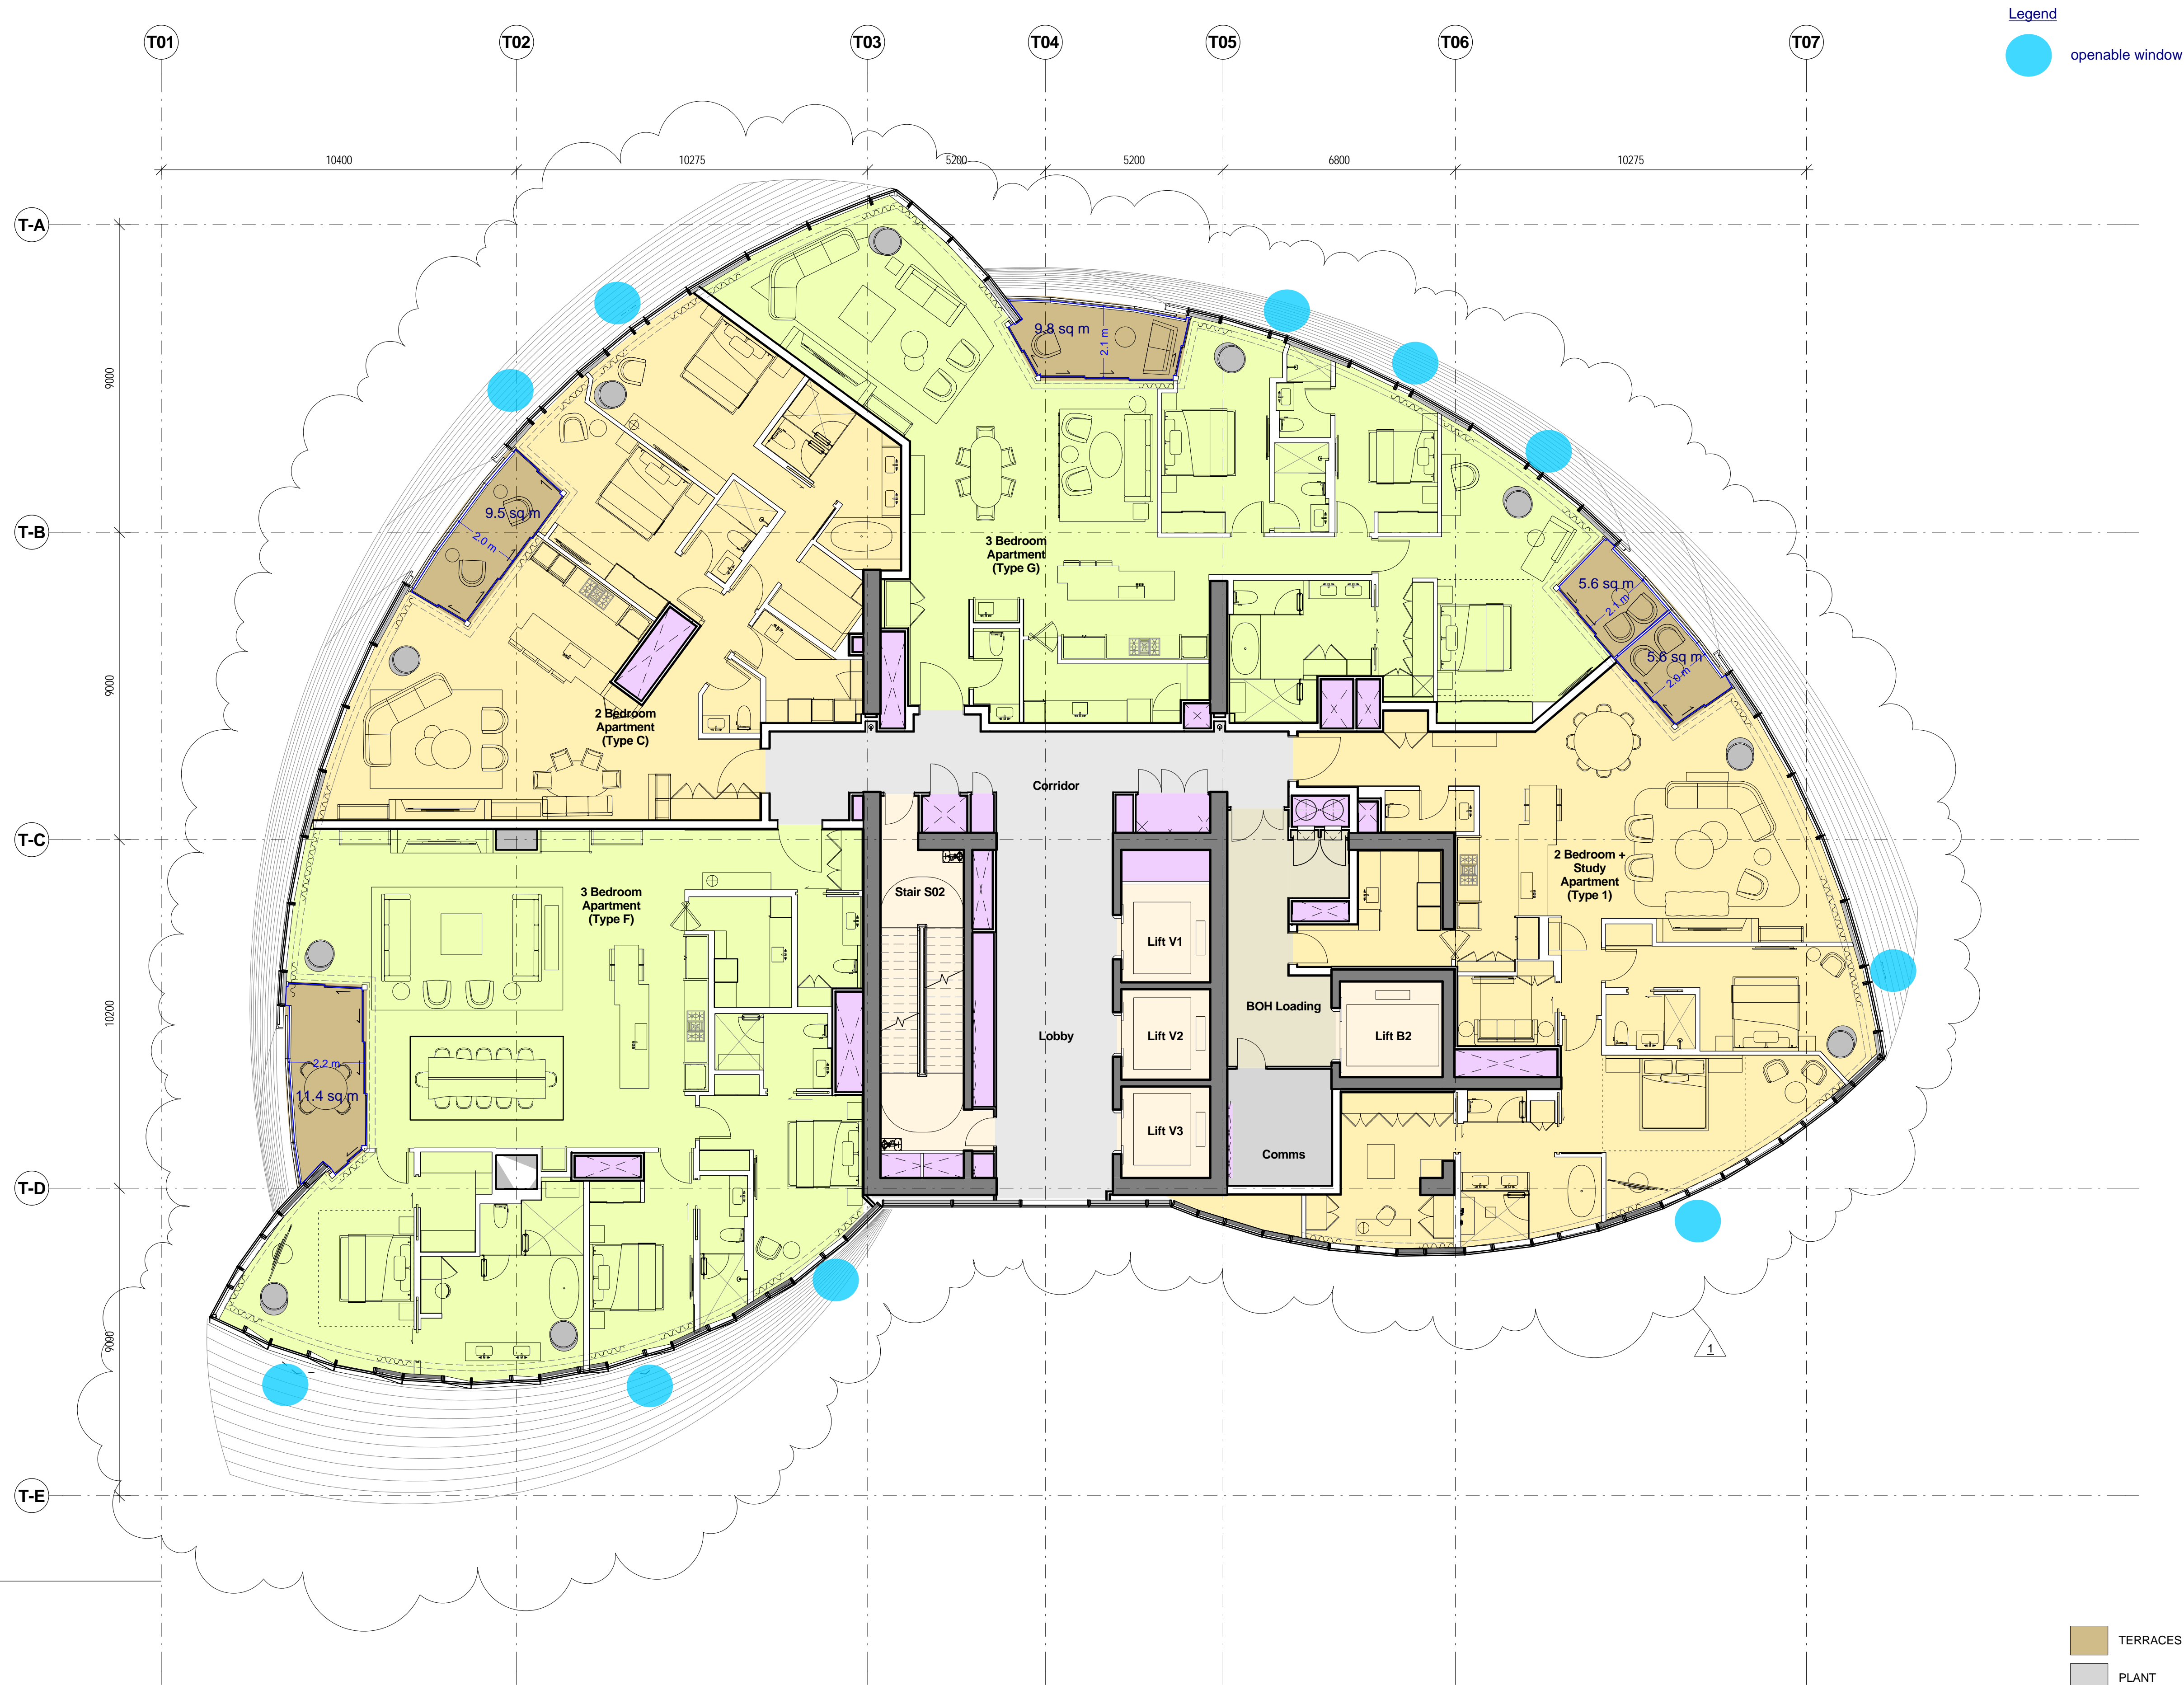 Legend
openable window
T01
T02
T03
T04
T05
T06
T07
10400
10275
5200
5200
6800
10275
T-A
T-B
T-C
T-D
T-E
9000
9000
10200
9000
9.8 sq m
2.1 m
9.5 sq m
2.0 m
5.6 sq m
2.1 m
5.6 sq m
2.0 m
3 Bedroom
Apartment
(Type G)
2 Bedroom
Apartment
(Type C)
Corridor
2 Bedroom +
Study
Apartment
(Type 1)
3 Bedroom
Apartment
(Type F)
Stair S02
Lift V1
BOH Loading
Lobby
Lift V2
Lift B2
2.2 m
11.4 sq m
Lift V3
Comms
1
TERRACES
PLANT